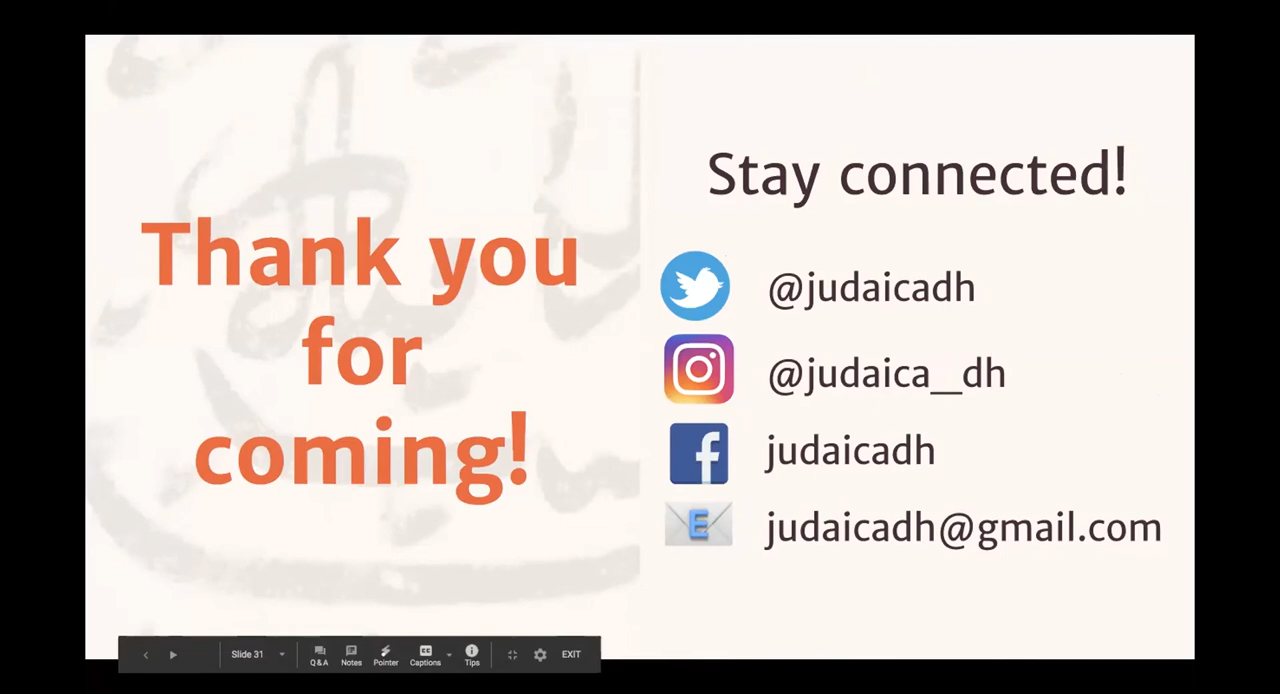 Thank you
for
coming!
Stay connected!
@judaicadh
@judaica_dh
judaicadh
E
judaicadh@gmail.com
Slide 31
Q & A
Notes
Pointer
CC
Captions
Tips
EXIT